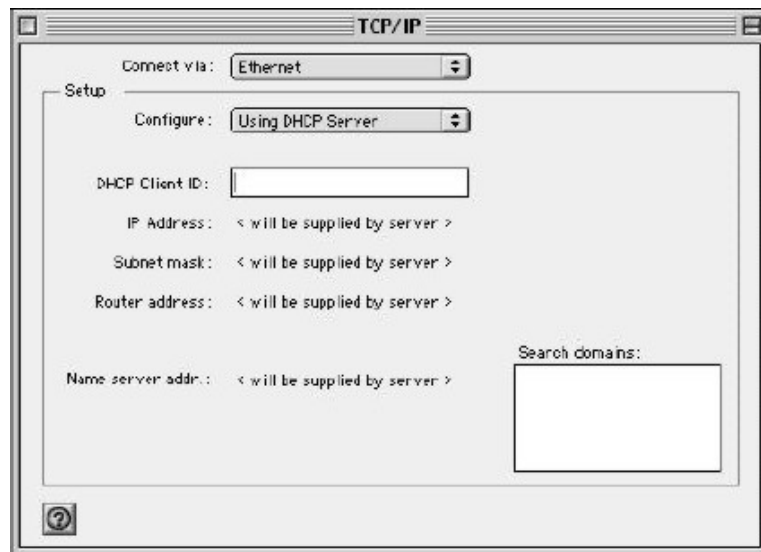 TCP/IP
Connect via: Ethernet
Setup
Configure: Using DHCP Server
DHCP Client ID:
IP Address: < will be supplied by server >
Subnet mask: < will be supplied by server >
Router address: < will be supplied by server >
Search domains:
Name server addr.: < will be supplied by server >
?